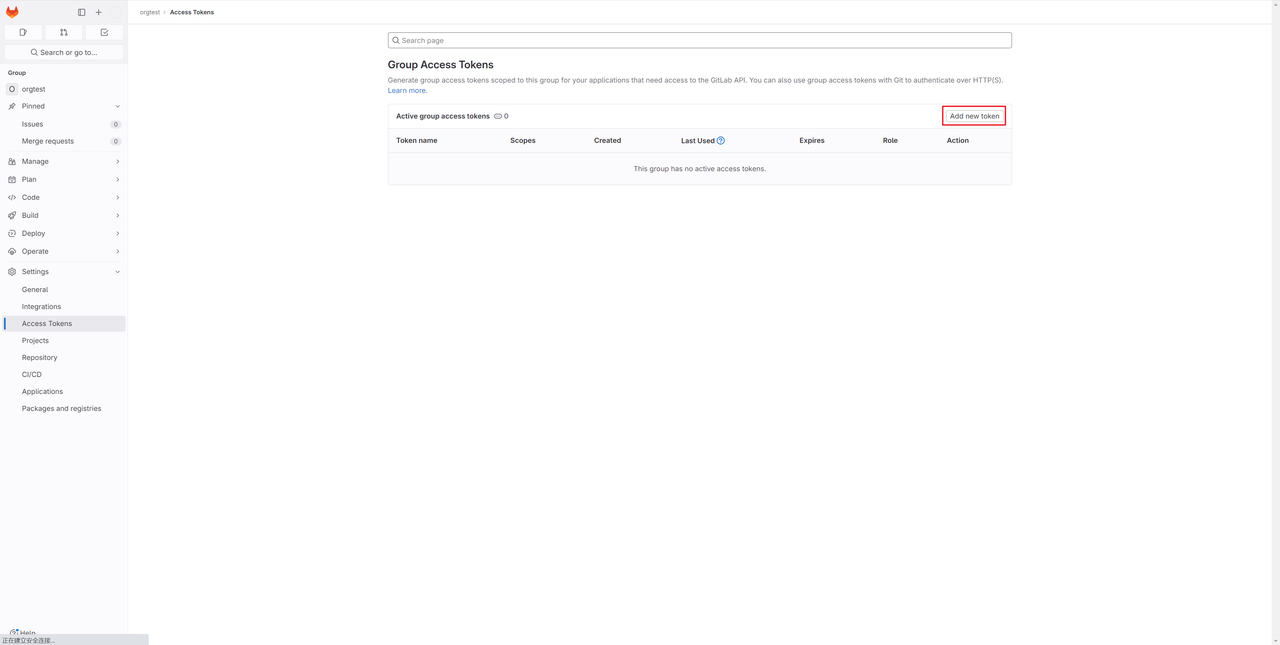 orgtest › Access Tokens
Search or go to...
Group
O orgtest
Pinned
Issues 0
Merge requests 0
Manage
Plan
Code
Build
Deploy
Operate
Settings
General
Integrations
Access Tokens
Projects
Repository
CI/CD
Applications
Packages and registries
Help
正在建立安全连接...
Search page
Group Access Tokens
Generate group access tokens scoped to this group for your applications that need access to the GitLab API. You can also use group access tokens with Git to authenticate over HTTP(S).
Learn more.
Active group access tokens 0 Add new token
Token name Scopes Created Last Used Expires Role Action
This group has no active access tokens.